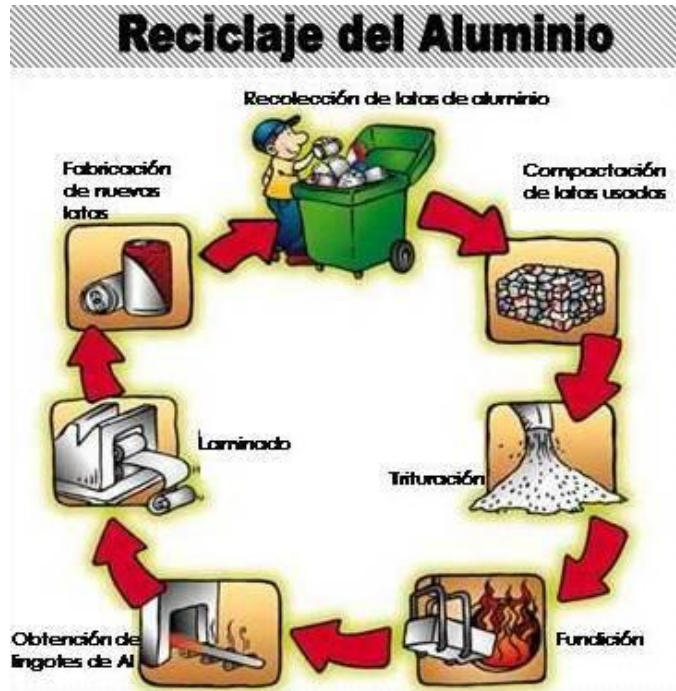 Reciclaje del Aluminio
Recolección de latas de aluminio
Compactación
de latas usadas
Trituración
Fundición
Obtención de
lingotes de Al
Laminado
Fabricación
de nuevas
latas